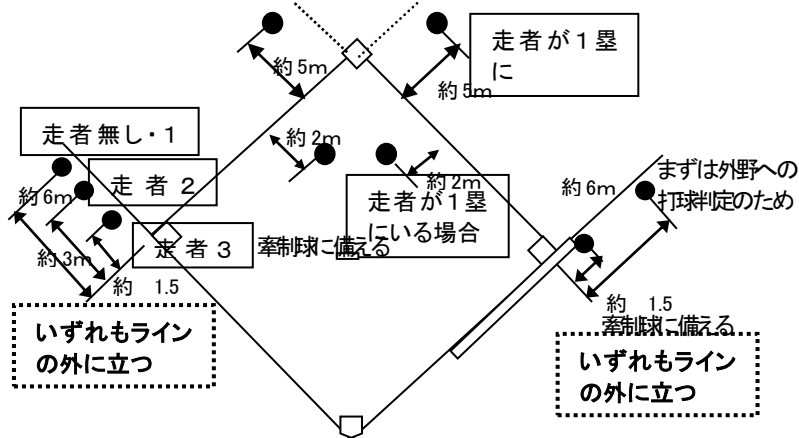 走者が1塁
に
約5m
約5m
走者無し・1
約2m
走者2
約6m
約2m
走者が1塁
にいる場合
約6m
まずは外野への
打球判定のため
走者3
牽制球に備える
約3m
約 1.5
約 1.5
牽制球に備える
いずれもライン
の外に立つ
いずれもライン
の外に立つ